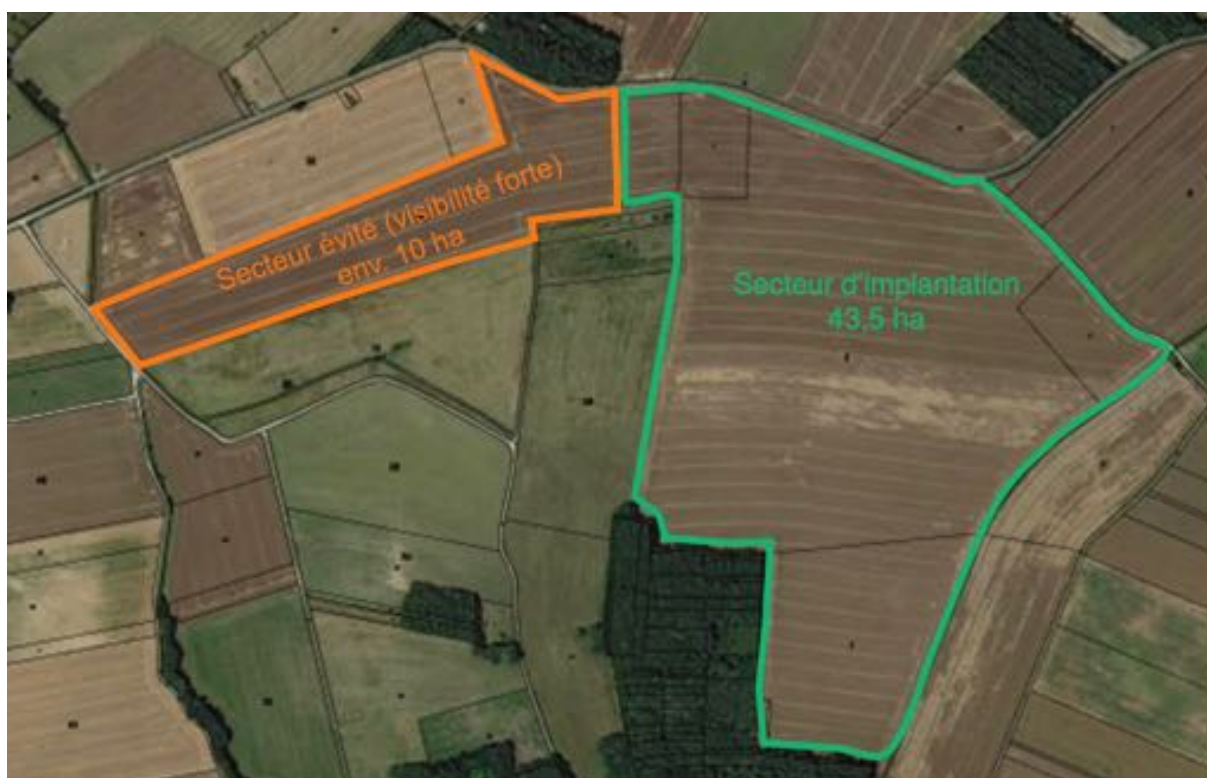 Secteur évité (visibilité forte)
env. 10 ha
Secteur d'implantation
43.5 ha